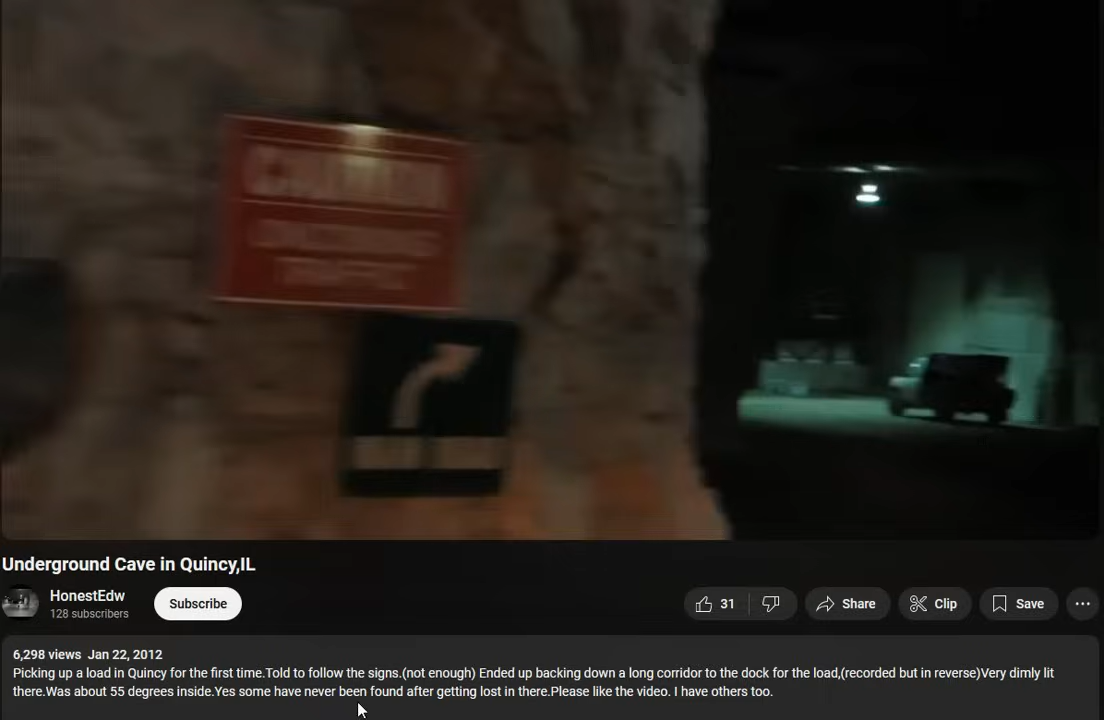 CAUTION
ONCOMING
TRAFFIC
Underground Cave in Quincy,IL
HonestEdw
128 subscribers
Subscribe
31
Share
Clip
Save
6,298 views Jan 22, 2012
Picking up a load in Quincy for the first time.Told to follow the signs.(not enough) Ended up backing down a long corridor to the dock for the load,(recorded but in reverse)Very dimly lit
there.Was about 55 degrees inside.Yes some have never been found after getting lost in there.Please like the video. I have others too.